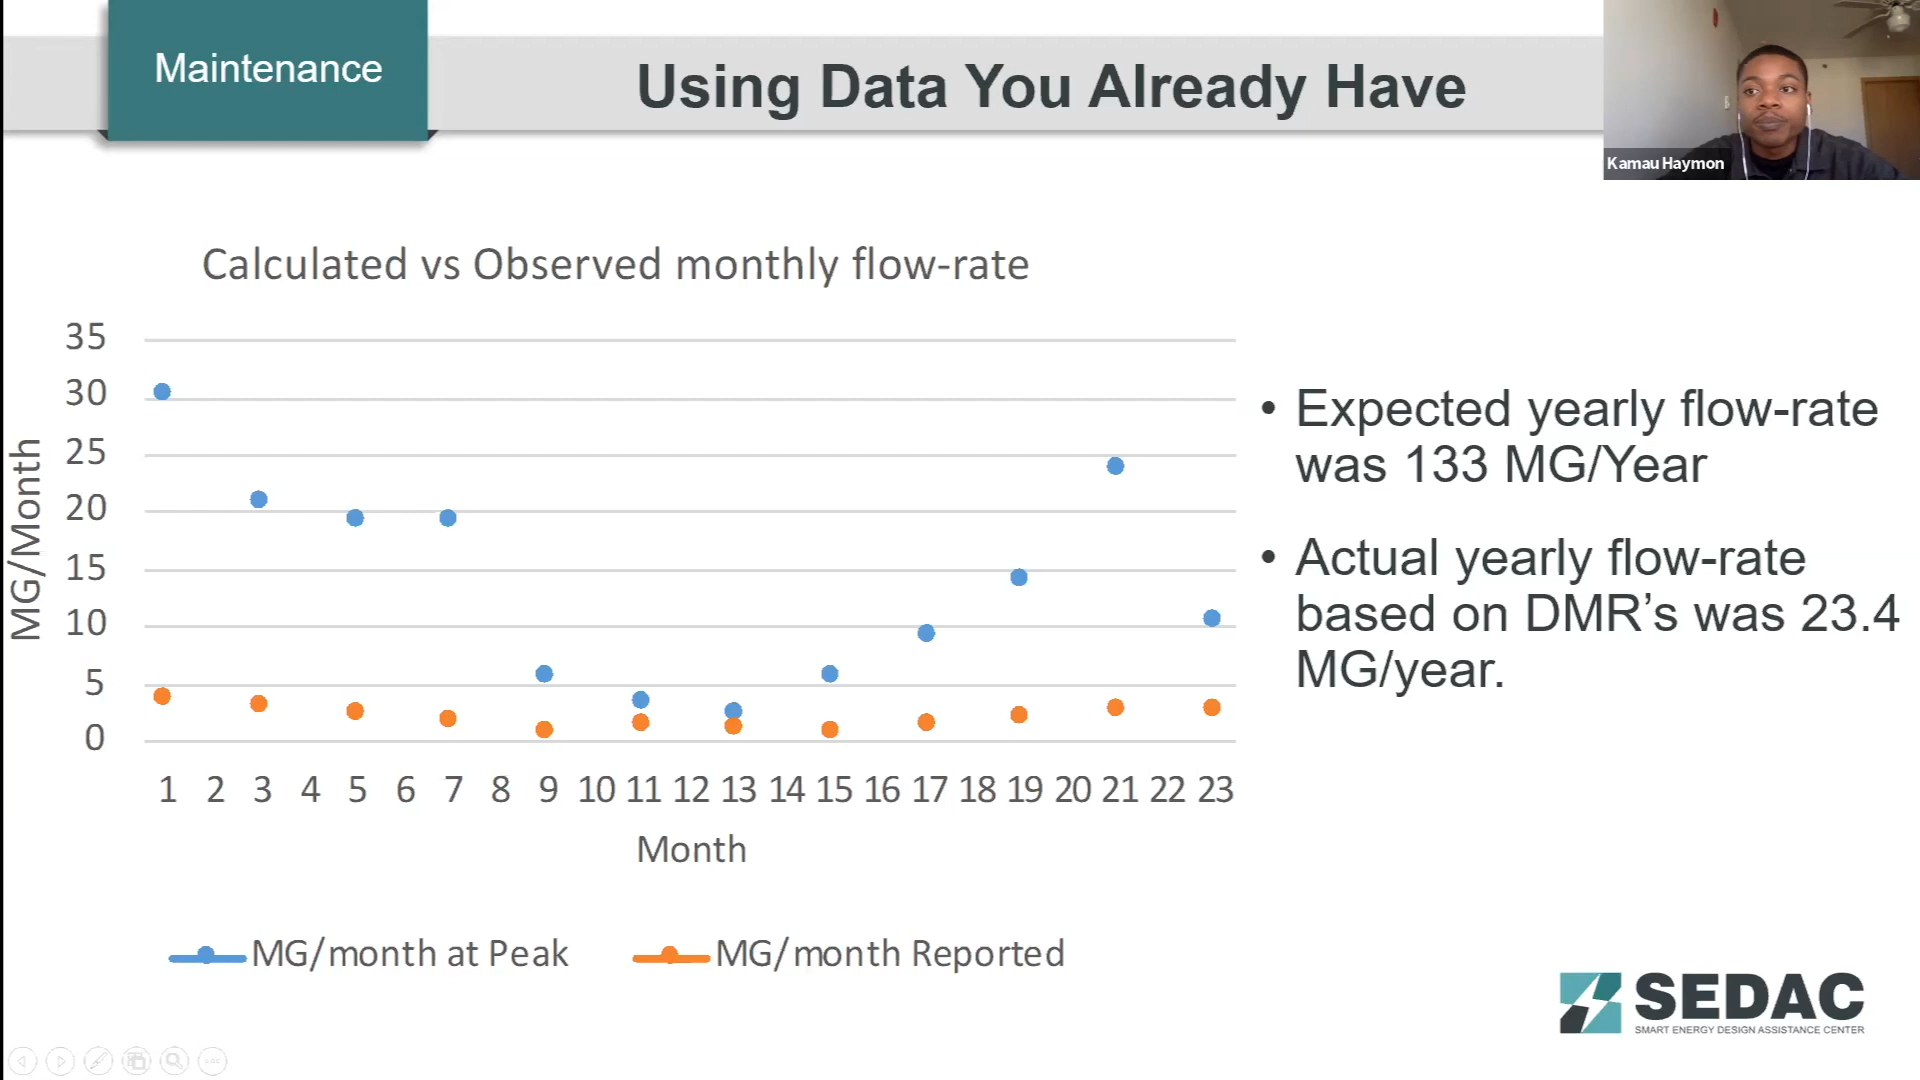 Maintenance
Using Data You Already Have
Kamau Haymon
Calculated vs Observed monthly flow-rate
35
30
25
20
15
10
5
0
MG/Month
1 2 3 4 5 6 7 8 9 10 11 12 13 14 15 16 17 18 19 20 21 22 23
Month
MG/month at Peak MG/month Reported
• Expected yearly flow-rate
was 133 MG/Year
• Actual yearly flow-rate
based on DMR’s was 23.4
MG/year.
SEDAC
SMART ENERGY DESIGN ASSISTANCE CENTER